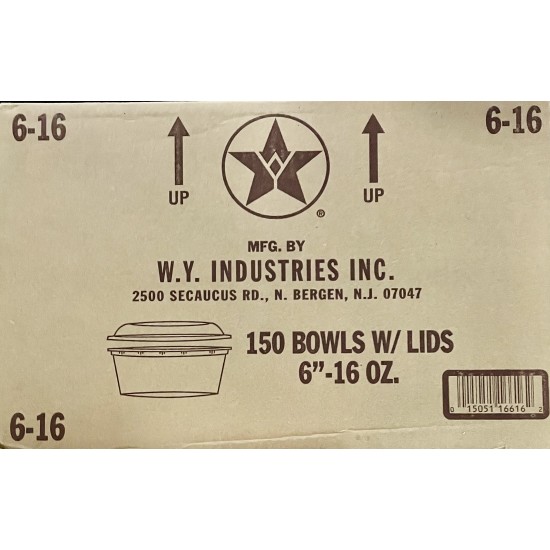 6-16
6-16
UP
UP
®
MFG. BY
W.Y. INDUSTRIES INC.
2500 SECAUCUS RD., N. BERGEN, N.J. 07047
150 BOWLS W/ LIDS
6”-16 OZ.
0 15051 16616 2
6-16